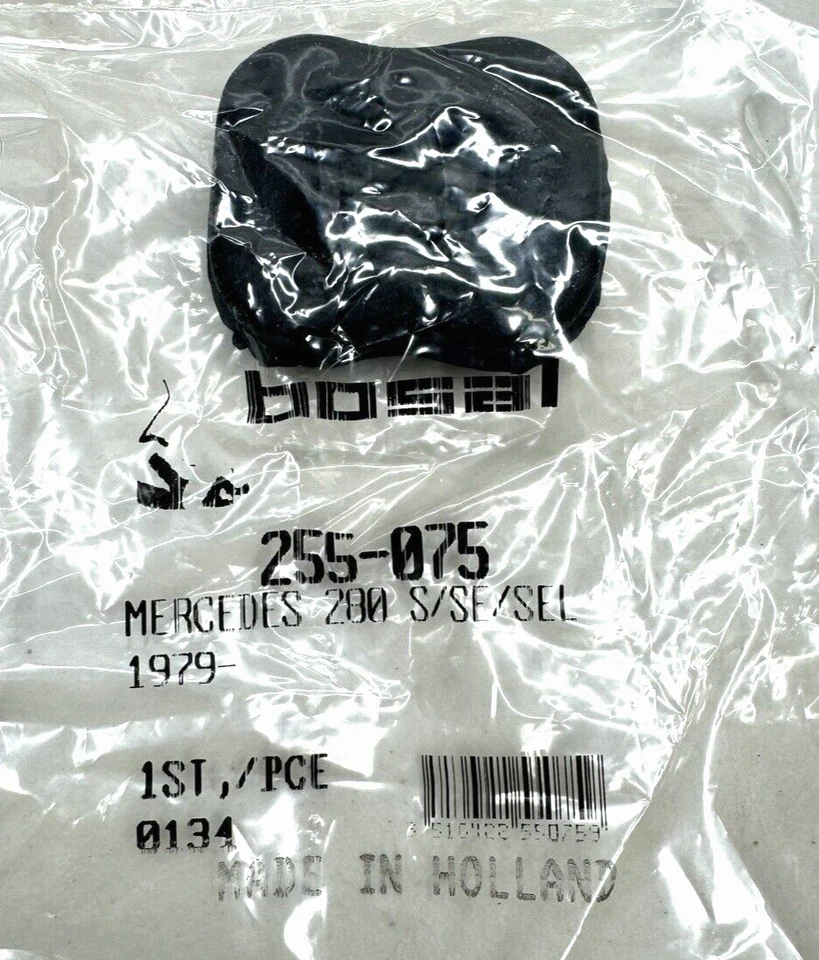 bosal
255-075
MERCEDES 280 S/SE/SEL
1979-
1ST,/PCE
0134
MADE IN HOLLAND